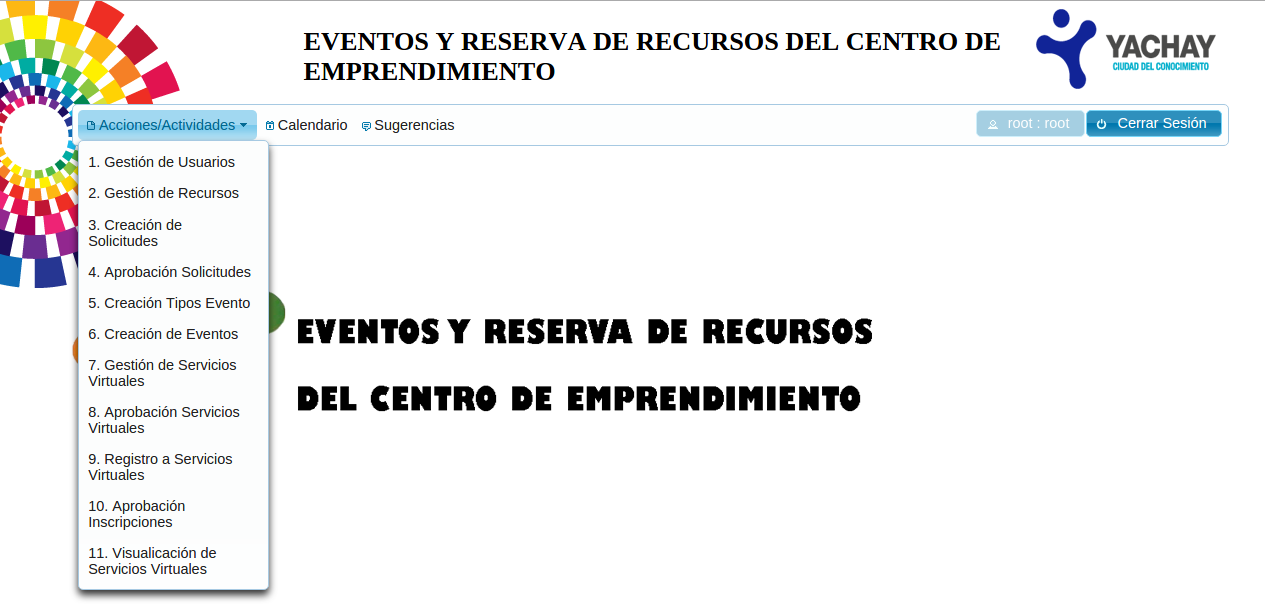 EVENTOS Y RESERVA DE RECURSOS DEL CENTRO DE
EMPRENDIMIENTO
YACHAY
CIUDAD DEL CONOCIMIENTO
Acciones/Actividades
Calendario
Sugerencias
root : root
Cerrar Sesión
1. Gestión de Usuarios
2. Gestión de Recursos
3. Creación de
Solicitudes
4. Aprobación Solicitudes
5. Creación Tipos Evento
6. Creación de Eventos
7. Gestión de Servicios
Virtuales
8. Aprobación Servicios
Virtuales
9. Registro a Servicios
Virtuales
10. Aprobación
Inscripciones
11. Visualicación de
Servicios Virtuales
EVENTOS Y RESERVA DE RECURSOS
DEL CENTRO DE EMPRENDIMIENTO